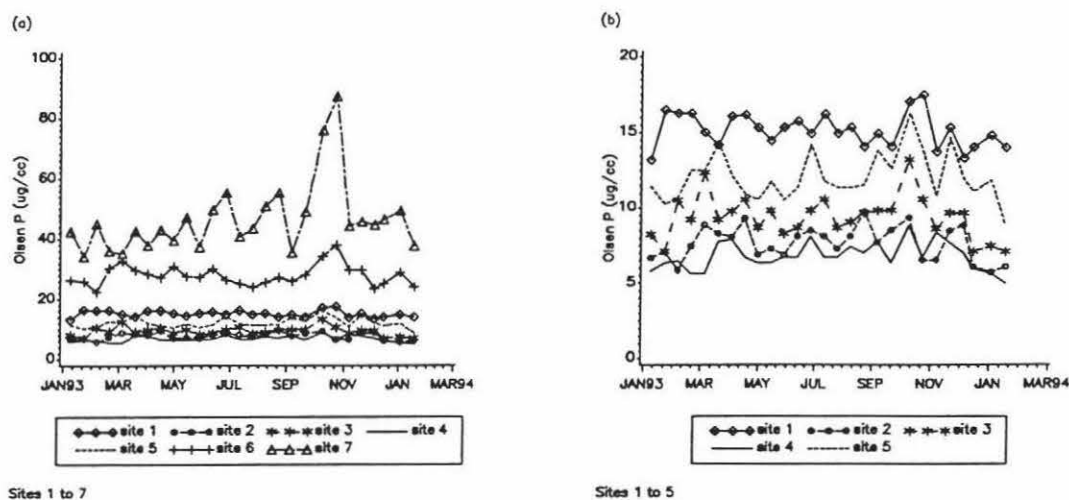 (a)
Olsen P (ug/cc)
100
80
60
40
20
0
JAN93 MAR MAY JUL SEP NOV JAN MAR94
site 1 site 2 site 3 site 4
site 5 site 6 site 7
Sites 1 to 7
(b)
Olsen P (ug/cc)
20
15
10
5
0
JAN93 MAR MAY JUL SEP NOV JAN MAR94
site 1 site 2 site 3
site 4 site 5
Sites 1 to 5